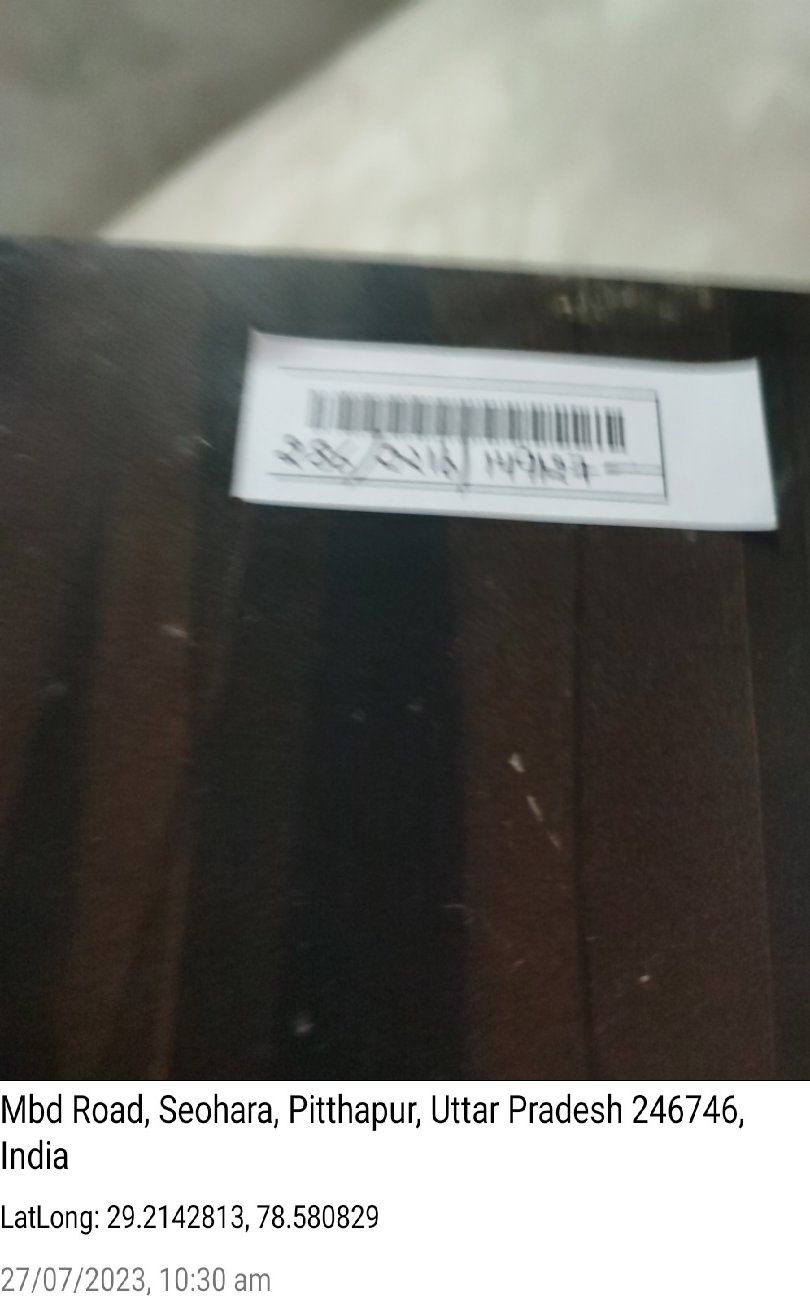 Mbd Road, Seohara, Pitthapur, Uttar Pradesh 246746,
India
LatLong: 29.2142813, 78.580829
27/07/2023, 10:30 am